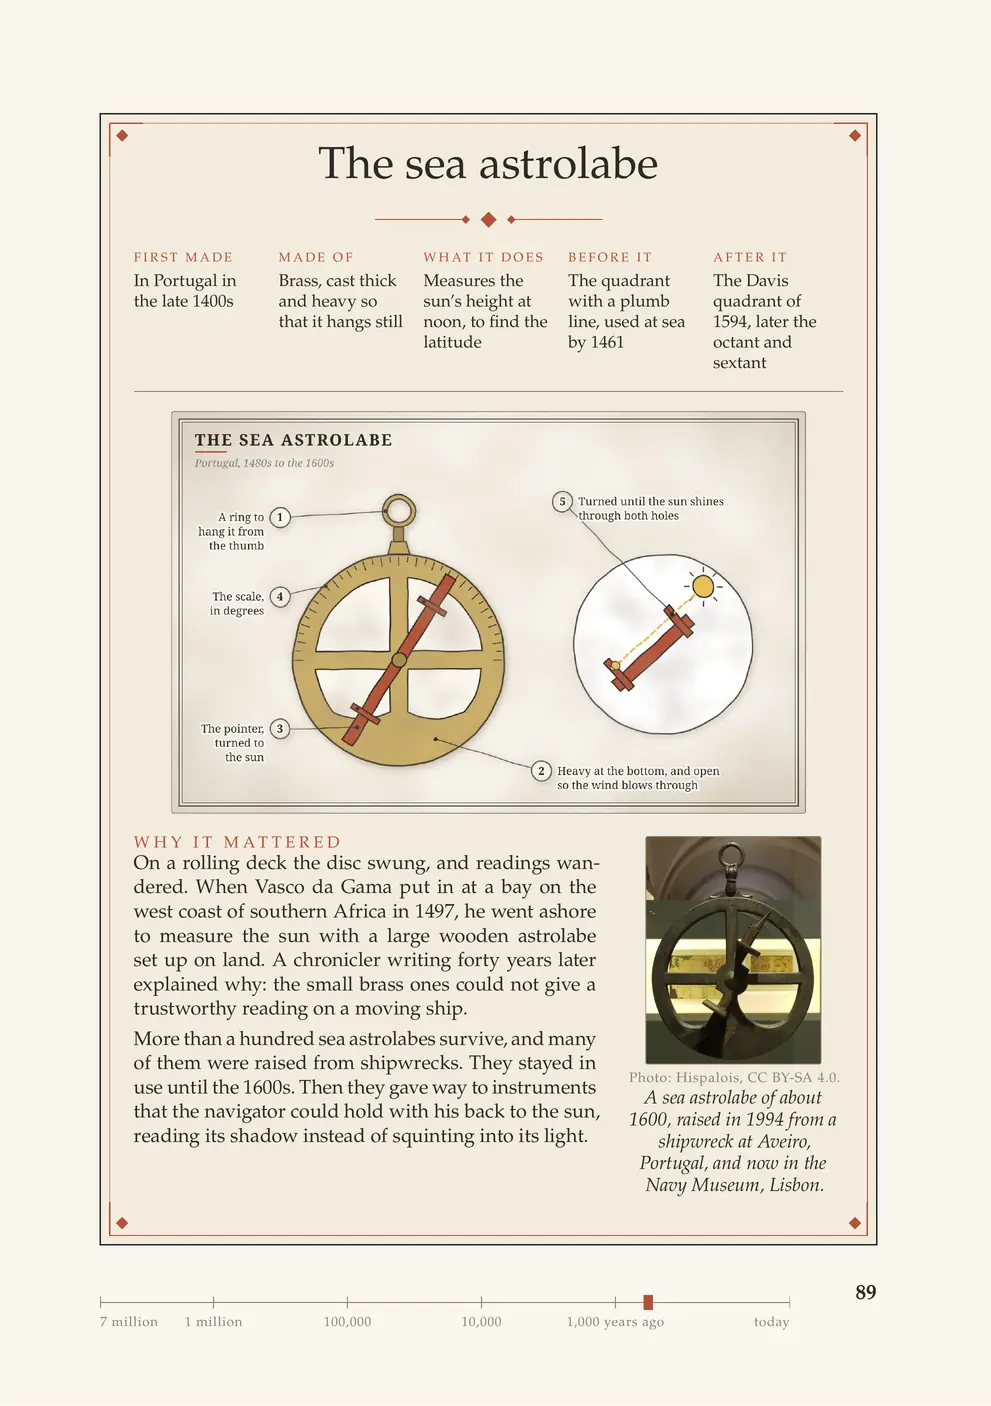 The sea astrolabe
FIRST MADE
In Portugal in
the late 1400s
MADE OF
Brass, cast thick
and heavy so
that it hangs still
WHAT IT DOES
Measures the
sun’s height at
noon, to find the
latitude
BEFORE IT
The quadrant
with a plumb
line, used at sea
by 1461
AFTER IT
The Davis
quadrant of
1594, later the
octant and
sextant
THE SEA ASTROLABE
Portugal, 1480s to the 1600s
A ring to
hang it from
the thumb
1
The scale,
in degrees
4
The pointer,
turned to
the sun
3
5
Turned until the sun shines
through both holes
2
Heavy at the bottom, and open
so the wind blows through
WHY IT MATTERED
On a rolling deck the disc swung, and readings wan-
dered. When Vasco da Gama put in at a bay on the
west coast of southern Africa in 1497, he went ashore
to measure the sun with a large wooden astrolabe
set up on land. A chronicler writing forty years later
explained why: the small brass ones could not give a
trustworthy reading on a moving ship.
More than a hundred sea astrolabes survive, and many
of them were raised from shipwrecks. They stayed in
use until the 1600s. Then they gave way to instruments
that the navigator could hold with his back to the sun,
reading its shadow instead of squinting into its light.
Photo: Hispalois, CC BY-SA 4.0.
A sea astrolabe of about
1600, raised in 1994 from a
shipwreck at Aveiro,
Portugal, and now in the
Navy Museum, Lisbon.
89
7 million
1 million
100,000
10,000
1,000 years ago
today